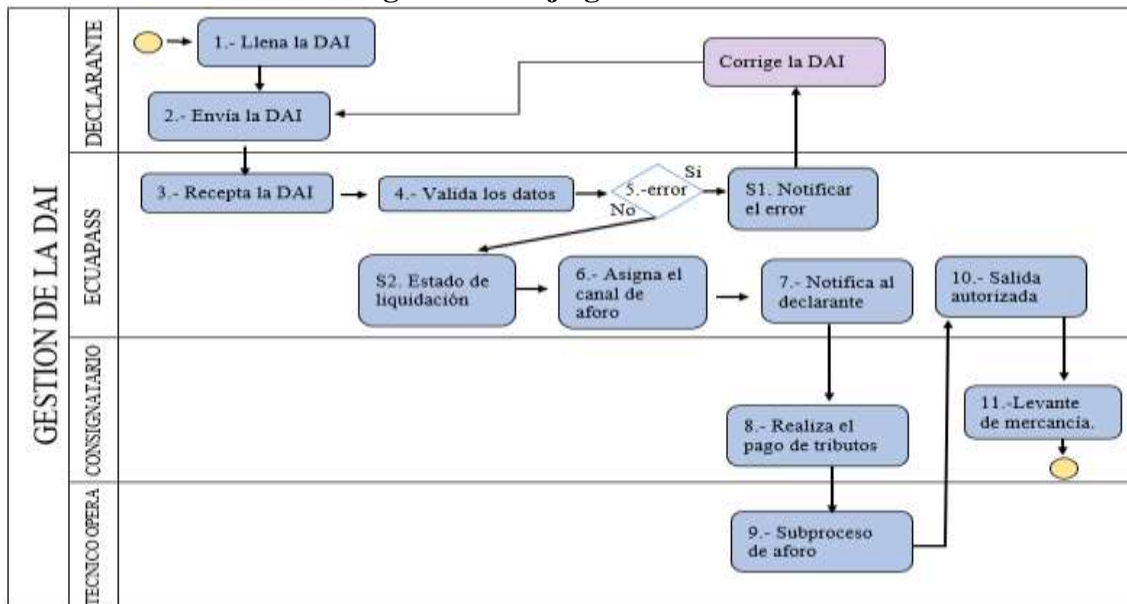 GESTION DE LA DAI
DECLARANTE
1.- Llena la DAI
Corrige la DAI
2.- Envía la DAI
ECUAPASS
3.- Recepta la DAI
4.- Valida los datos
5.-error
Si
No
S1. Notificar
el error
S2. Estado de
liquidación
6.- Asigna el
canal de
aforo
7.- Notifica al
declarante
10.- Salida
autorizada
CONSIGNATARIO
8.- Realiza el
pago de tributos
11.-Levante
de mercancía.
TECNICO OPERA
9.- Subproceso
de aforo